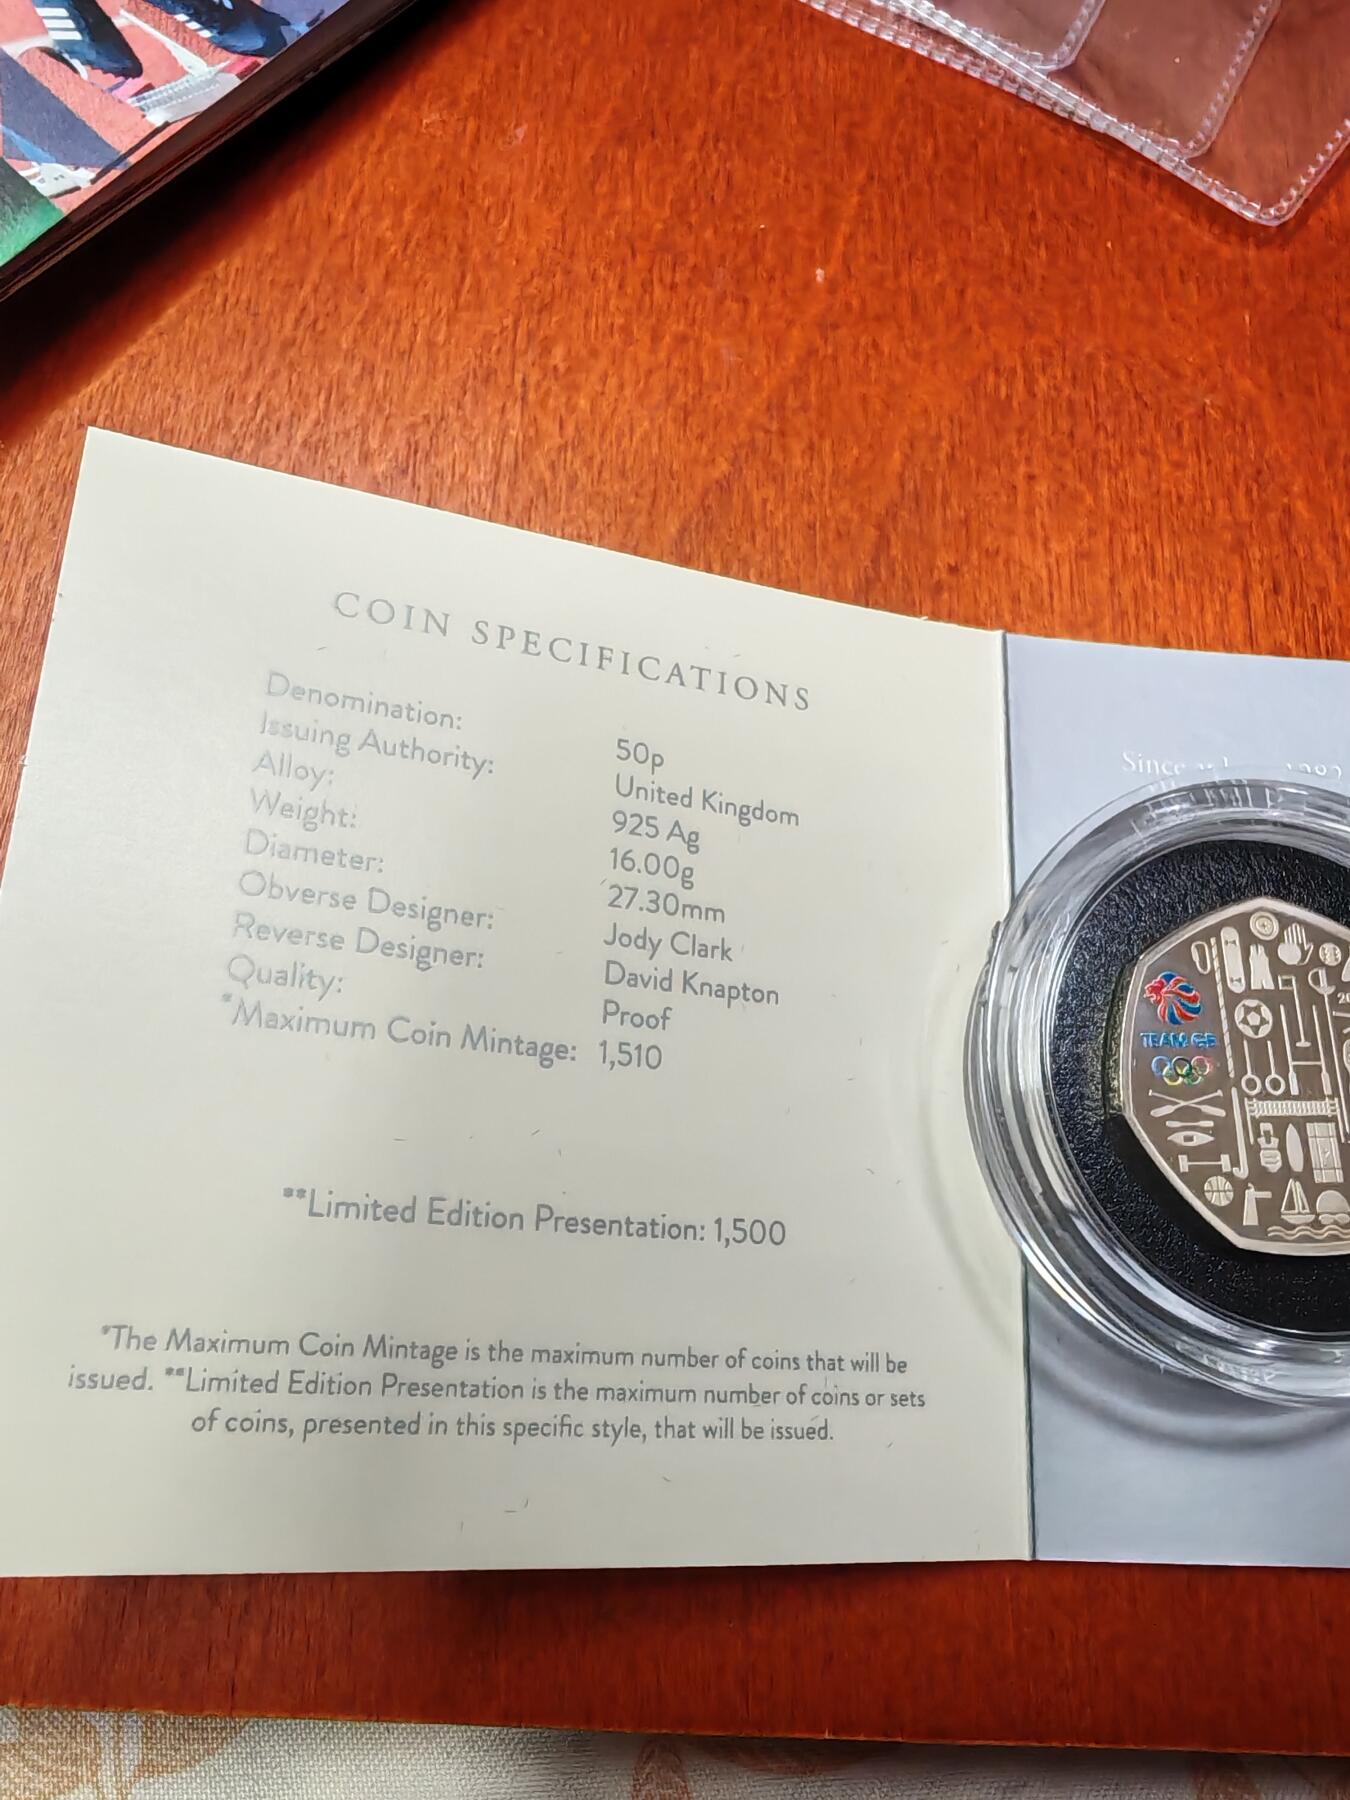 COIN SPECIFICATIONS
Denomination: 50p
Issuing Authority: United Kingdom
Alloy: 925 Ag
Weight: 16.00g
Diameter: 27.30mm
Obverse Designer: Jody Clark
Reverse Designer: David Knapton
Quality: Proof
*Maximum Coin Mintage: 1,510
**Limited Edition Presentation: 1,500
*The Maximum Coin Mintage is the maximum number of coins that will be
issued. **Limited Edition Presentation is the maximum number of coins or sets
of coins, presented in this specific style, that will be issued.
Since
TEAM GB